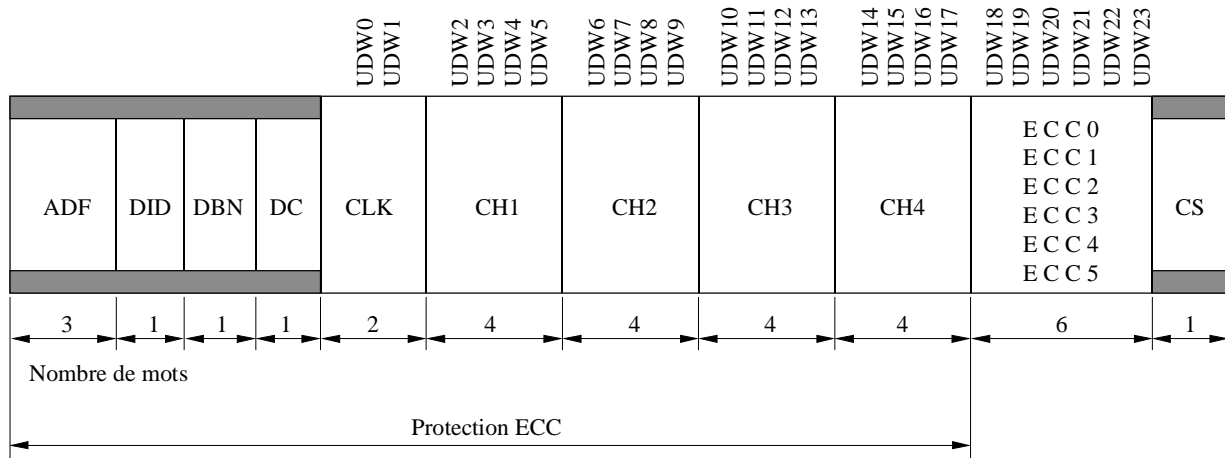 UDW0
UDW1
UDW2
UDW3
UDW4
UDW5
UDW6
UDW7
UDW8
UDW9
UDW10
UDW11
UDW12
UDW13
UDW14
UDW15
UDW16
UDW17
UDW18
UDW19
UDW20
UDW21
UDW22
UDW23
ADF
DID
DBN
DC
CLK
CH1
CH2
CH3
CH4
E C C 0
E C C 1
E C C 2
E C C 3
E C C 4
E C C 5
CS
3
1
1
1
2
4
4
4
4
6
1
Nombre de mots
Protection ECC